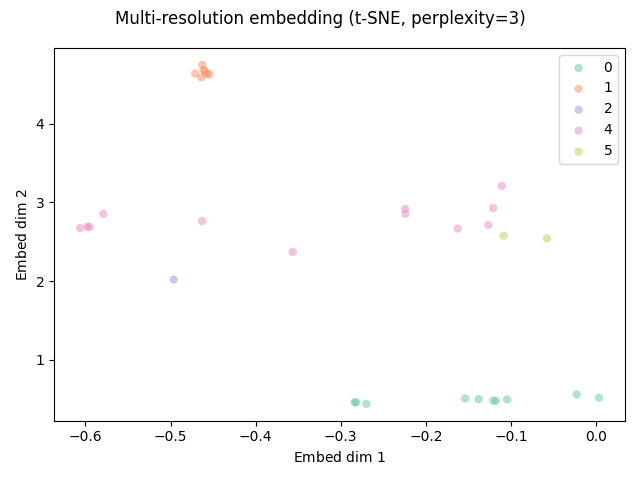 Multi-resolution embedding (t-SNE, perplexity=3)
0
1
2
4
5
4
3
2
1
Embed dim 2
−0.6 −0.5 −0.4 −0.3 −0.2 −0.1 0.0
Embed dim 1